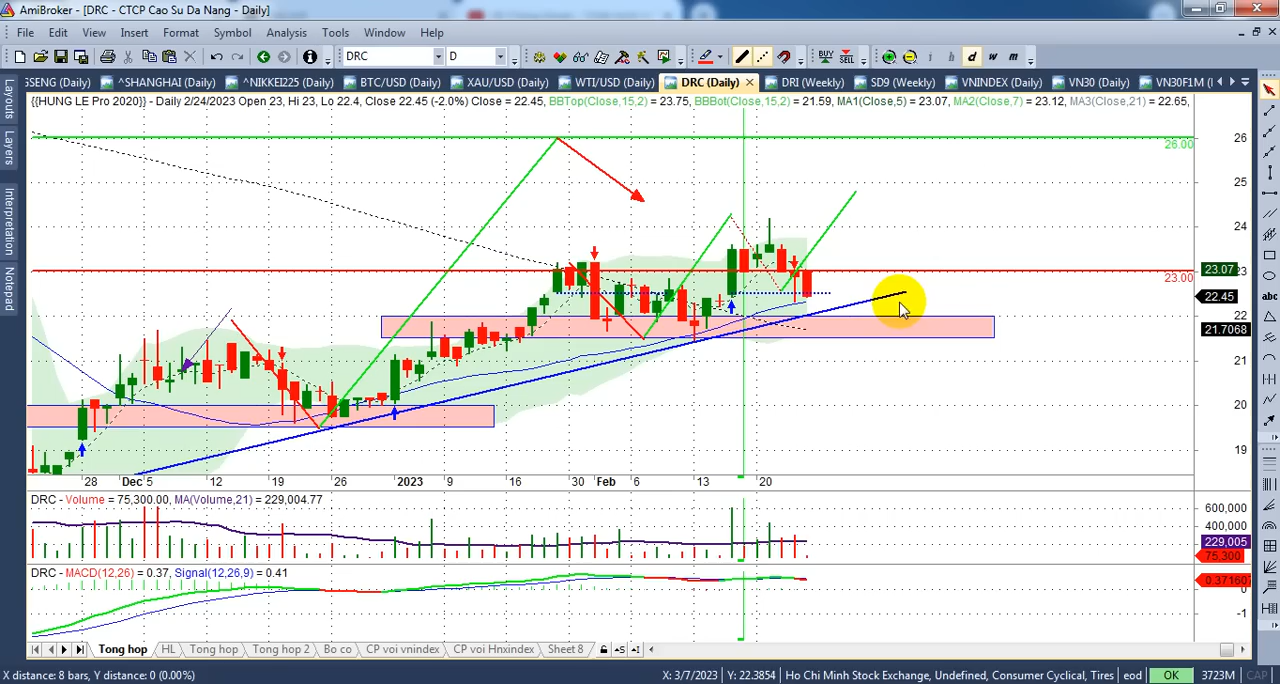 AmiBroker - [DRC - CTCP Cao Su Da Nang - Daily]
File Edit View Insert Format Symbol Analysis Tools Window Help
DRC D BUY SELL i h d w m
SSENG (Daily) ^SHANGHAI (Daily) ^NIKKEI225 (Daily) BTC/USD (Daily) XAU/USD (Daily) WTI/USD (Daily) DRC (Daily) DRI (Weekly) SD9 (Weekly) VNINDEX (Daily) VN30 (Daily) VN30F1M (
{{HUNG LE Pro 2020}} - Daily 2/24/2023 Open 23, Hi 23, Lo 22.4, Close 22.45 (-2.0%) Close = 22.45, BBTop(Close,15,2) = 23.75, BBBot(Close,15,2) = 21.59, MA1(Close,5) = 23.07, MA2(Close,7) = 23.12, MA3(Close,21) = 22.65,
Layouts
Layers
Interpretation
Notepad
26
26.00
25
24
23.07 23
23.00
22.45
22
21.7068
21
20
19
28 Dec 5 12 19 26 2023 9 16 30 Feb 6 13 20
DRC - Volume = 75,300.00, MA(Volume,21) = 229,004.77
600,000
400,000
229,005
75,300
DRC - MACD(12,26) = 0.37, Signal(12,26,9) = 0.41
0.37160
0
-1
Tong hop HL Tong hop Tong hop 2 Bo co CP voi vnindex CP voi Hnxindex Sheet 8
X distance: 8 bars, Y distance: 0 (0.00%) X: 3/7/2023 Y: 22.3854 Ho Chi Minh Stock Exchange, Undefined, Consumer Cyclical, Tires eod OK 3723M CAP
abc